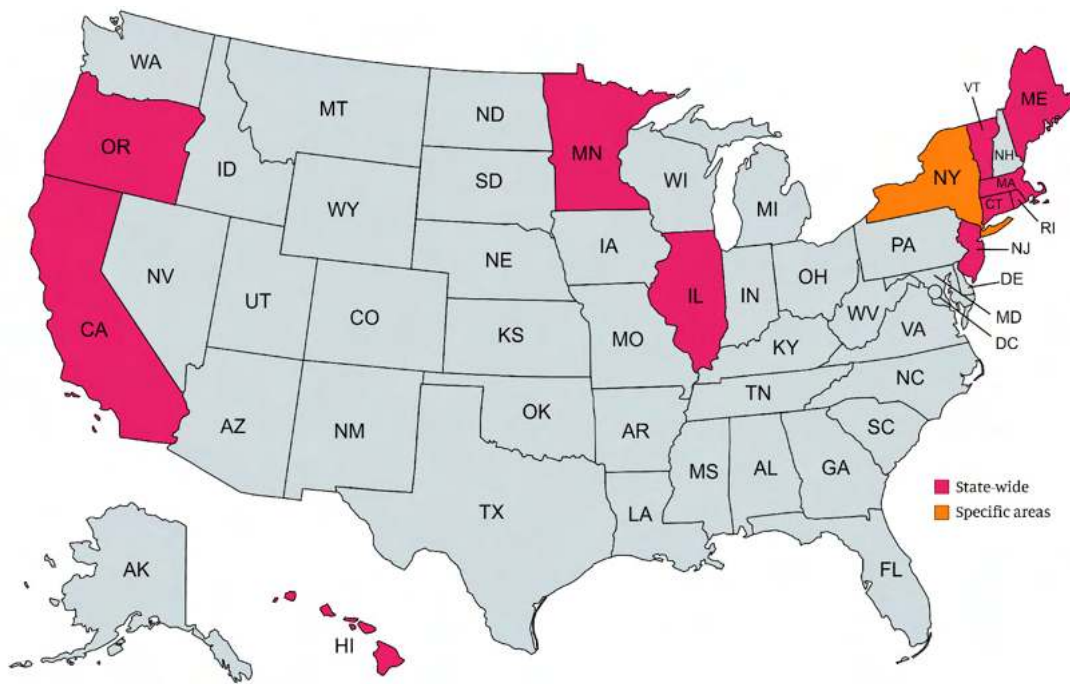 WA
MT
ND
MN
VT
ME
OR
ID
WY
SD
WI
MI
NY
NH
MA
CT
RI
NV
UT
CO
NE
IA
IL
IN
OH
PA
NJ
DE
MD
DC
CA
KS
MO
KY
WV
VA
AZ
NM
OK
AR
TN
NC
SC
MS
AL
GA
TX
LA
FL
State-wide
Specific areas
AK
HI